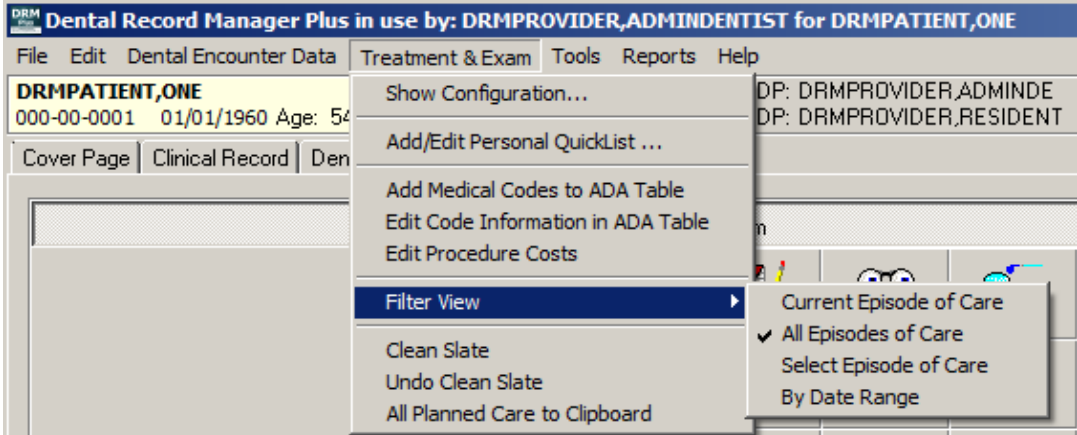 DRM Plus Dental Record Manager Plus in use by: DRMPROVIDER,ADMINDENTIST for DRMPATIENT,ONE
File Edit Dental Encounter Data Treatment & Exam Tools Reports Help
DRMPATIENT,ONE
000-00-0001 01/01/1960 Age: 54
DP: DRMPROVIDER,ADMINDE
DP: DRMPROVIDER,RESIDENT
Cover Page Clinical Record Den
Show Configuration...
Add/Edit Personal QuickList ...
Add Medical Codes to ADA Table
Edit Code Information in ADA Table
Edit Procedure Costs
Filter View
Clean Slate
Undo Clean Slate
All Planned Care to Clipboard
Current Episode of Care
All Episodes of Care
Select Episode of Care
By Date Range